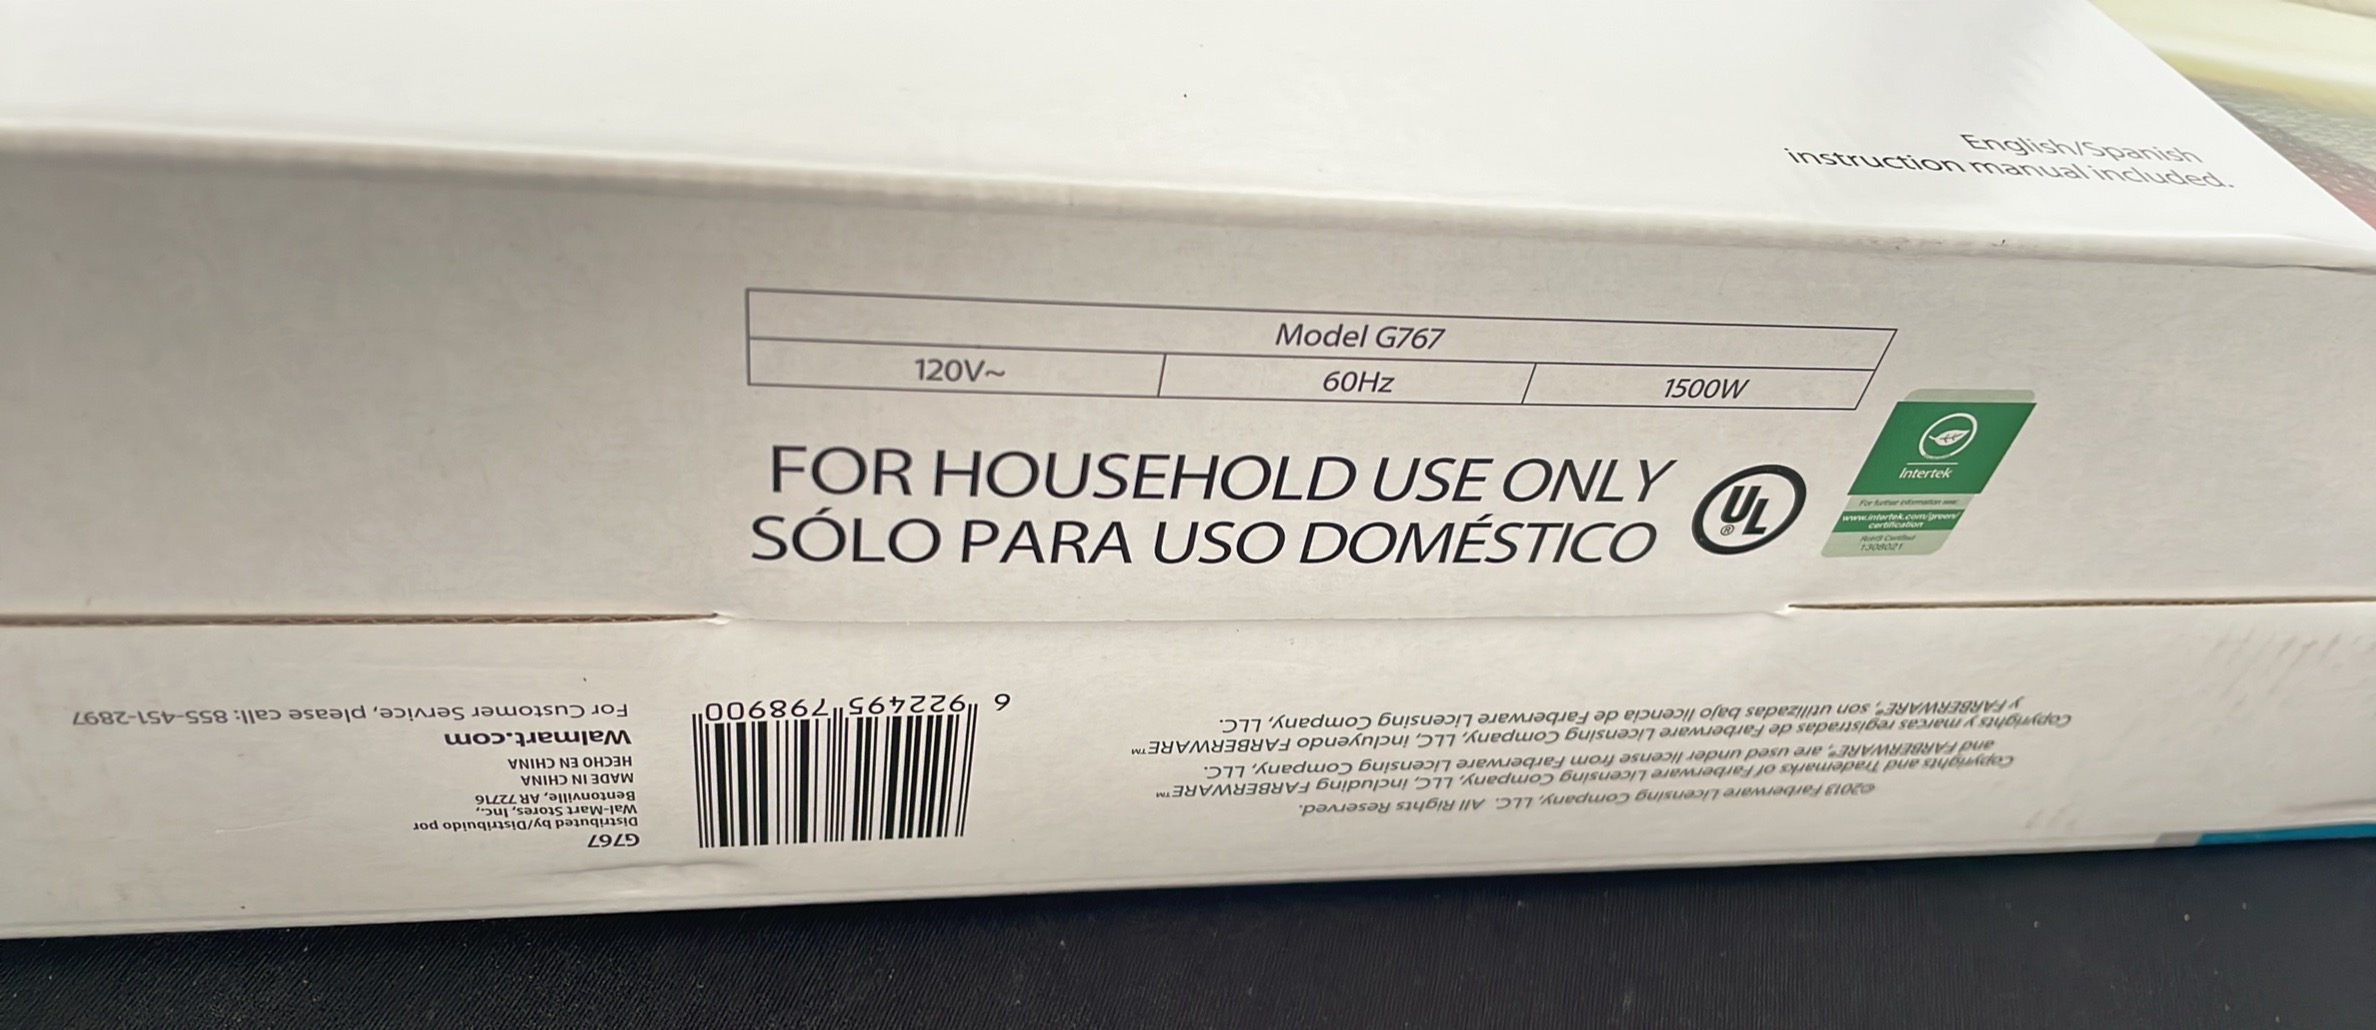 English/Spanish
instruction manual included.
Model G767
120V~
60Hz
1500W
FOR HOUSEHOLD USE ONLY
SÓLO PARA USO DOMÉSTICO
UL
®
Intertek
For further information see:
www.intertek.com/green/
certification
RoHS Certified
1308021
©2013 Farberware Licensing Company, LLC. All Rights Reserved.
Copyrights and Trademarks of Farberware Licensing Company, LLC, including FARBERWARE™
and FARBERWARE®, are used under license from Farberware Licensing Company, LLC.
Copyrights y marcas registradas de Farberware Licensing Company, LLC, incluyendo FARBERWARE™
y FARBERWARE®, son utilizadas bajo licencia de Farberware Licensing Company, LLC.
6 922495 798900
G767
Distributed by/Distribuido por
Wal-Mart Stores, Inc.,
Bentonville, AR 72716
MADE IN CHINA
HECHO EN CHINA
Walmart.com
For Customer Service, please call: 855-451-2897